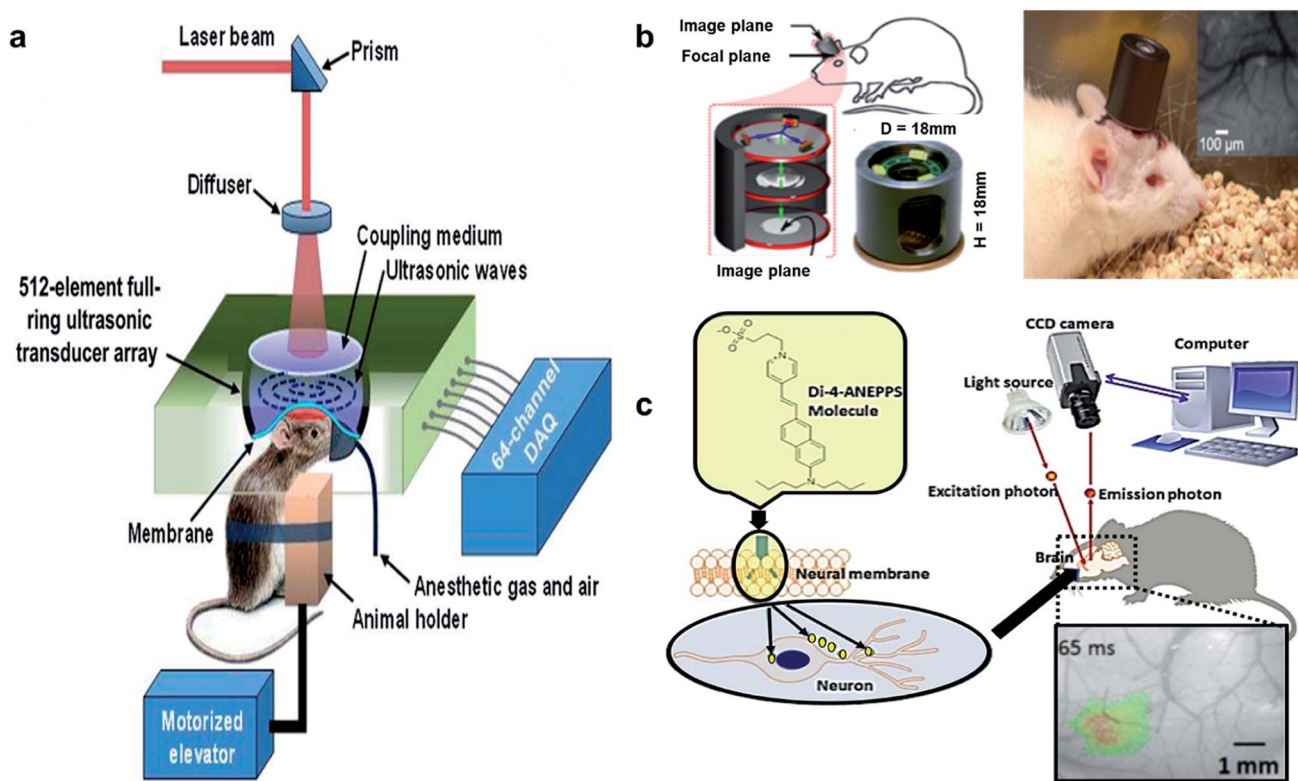 a
Laser beam
Prism
Diffuser
Coupling medium
Ultrasonic waves
512-element full-
ring ultrasonic
transducer array
64-channel
DAQ
Membrane
Anesthetic gas and air
Animal holder
Motorized
elevator
b
Image plane
Focal plane
D = 18mm
H = 18mm
Image plane
100 µm
c
-O
S
O
O
N+
Di-4-ANEPPS
Molecule
N
Neural membrane
Neuron
CCD camera
Light source
Computer
Excitation photon
Emission photon
Brain
65 ms
1 mm